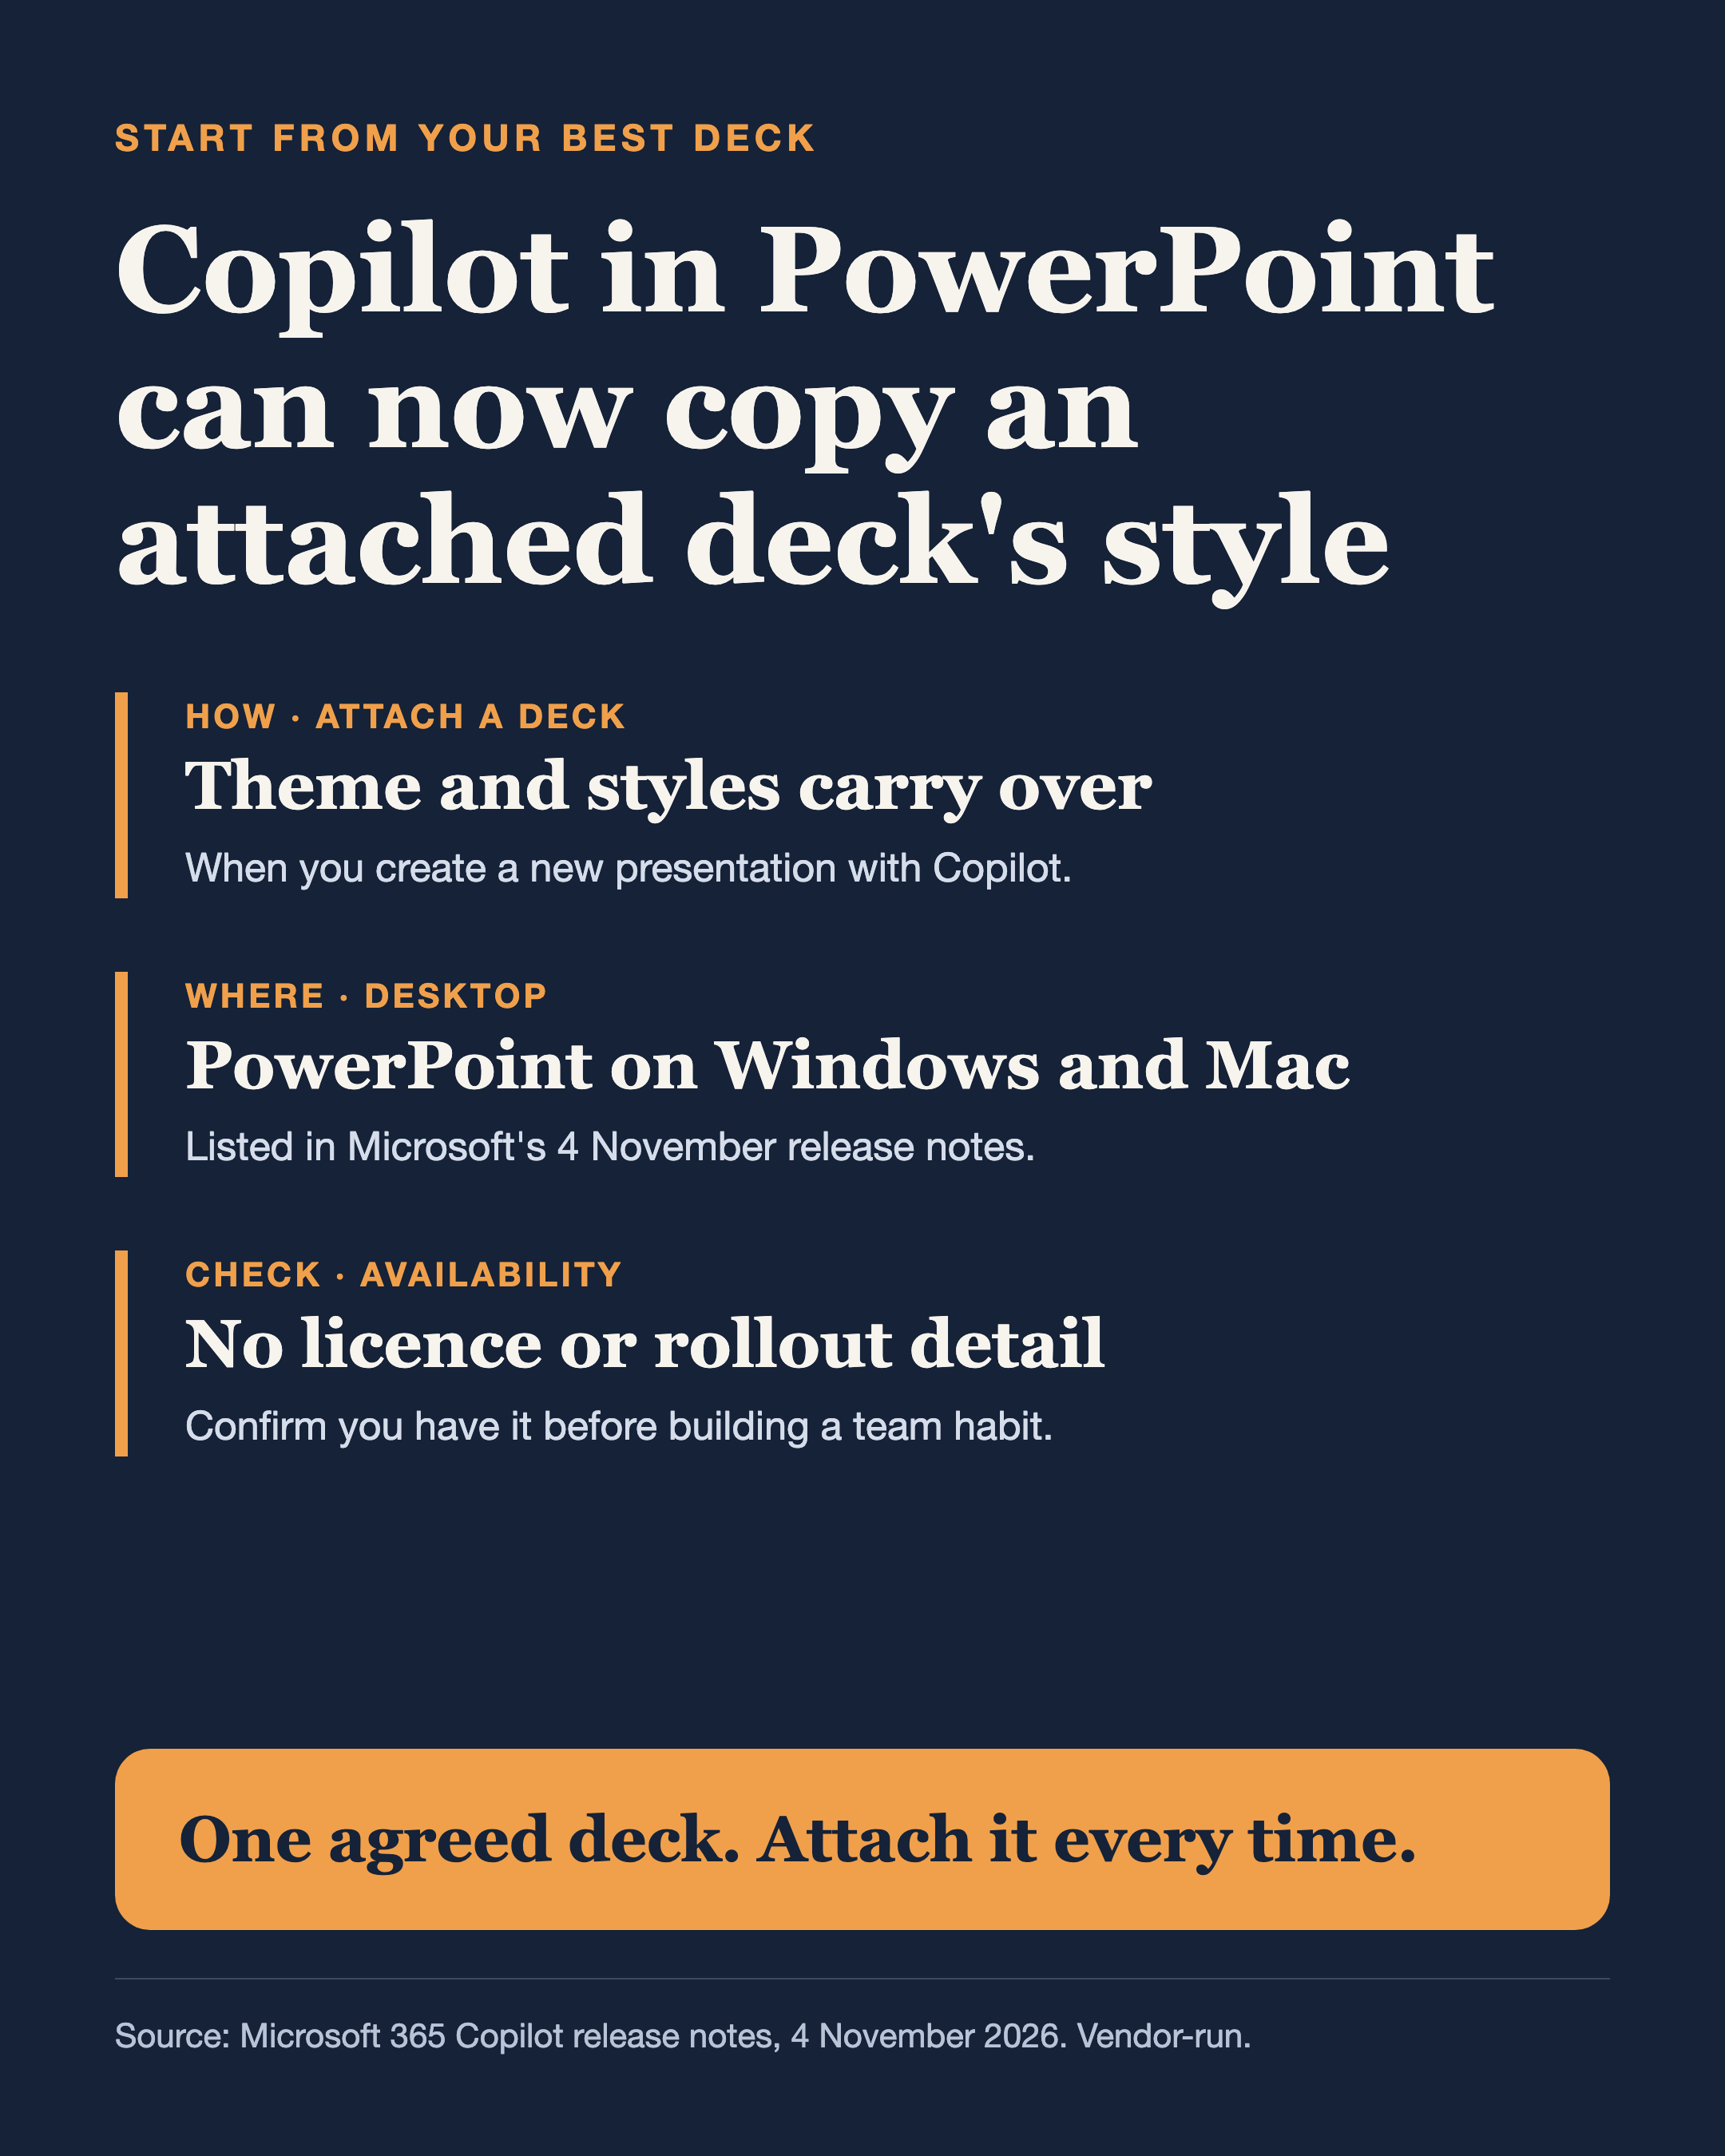 START FROM YOUR BEST DECK
Copilot in PowerPoint
can now copy an
attached deck's style
HOW · ATTACH A DECK
Theme and styles carry over
When you create a new presentation with Copilot.
WHERE · DESKTOP
PowerPoint on Windows and Mac
Listed in Microsoft's 4 November release notes.
CHECK · AVAILABILITY
No licence or rollout detail
Confirm you have it before building a team habit.
One agreed deck. Attach it every time.
Source: Microsoft 365 Copilot release notes, 4 November 2026. Vendor-run.